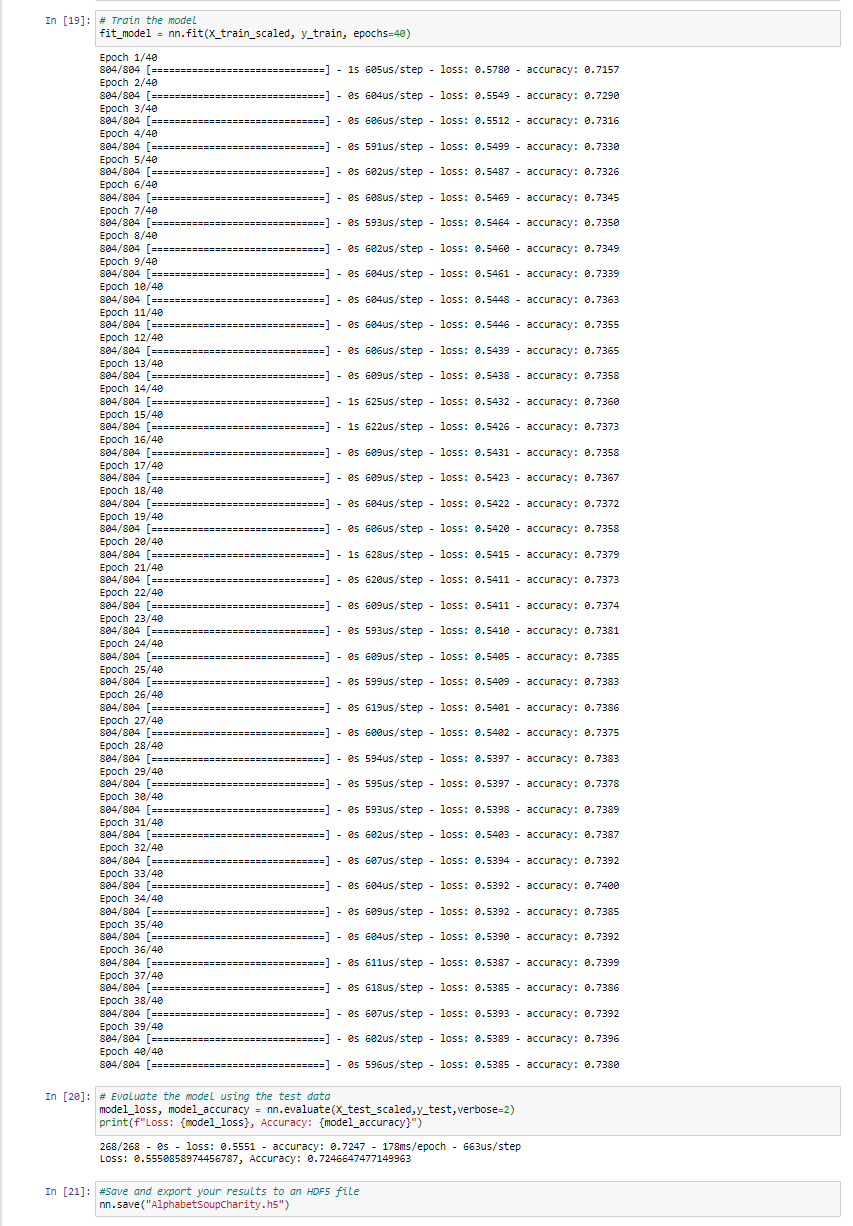 In [19]: # Train the model
fit_model = nn.fit(X_train_scaled, y_train, epochs=40)
Epoch 1/40
804/804 [==============================] - 1s 605us/step - loss: 0.5780 - accuracy: 0.7157
Epoch 2/40
804/804 [==============================] - 0s 604us/step - loss: 0.5549 - accuracy: 0.7290
Epoch 3/40
804/804 [==============================] - 0s 606us/step - loss: 0.5512 - accuracy: 0.7316
Epoch 4/40
804/804 [==============================] - 0s 591us/step - loss: 0.5499 - accuracy: 0.7330
Epoch 5/40
804/804 [==============================] - 0s 602us/step - loss: 0.5487 - accuracy: 0.7326
Epoch 6/40
804/804 [==============================] - 0s 608us/step - loss: 0.5469 - accuracy: 0.7345
Epoch 7/40
804/804 [==============================] - 0s 593us/step - loss: 0.5464 - accuracy: 0.7350
Epoch 8/40
804/804 [==============================] - 0s 602us/step - loss: 0.5460 - accuracy: 0.7349
Epoch 9/40
804/804 [==============================] - 0s 604us/step - loss: 0.5461 - accuracy: 0.7339
Epoch 10/40
804/804 [==============================] - 0s 604us/step - loss: 0.5448 - accuracy: 0.7363
Epoch 11/40
804/804 [==============================] - 0s 604us/step - loss: 0.5446 - accuracy: 0.7355
Epoch 12/40
804/804 [==============================] - 0s 606us/step - loss: 0.5439 - accuracy: 0.7365
Epoch 13/40
804/804 [==============================] - 0s 609us/step - loss: 0.5438 - accuracy: 0.7358
Epoch 14/40
804/804 [==============================] - 1s 625us/step - loss: 0.5432 - accuracy: 0.7360
Epoch 15/40
804/804 [==============================] - 1s 622us/step - loss: 0.5426 - accuracy: 0.7373
Epoch 16/40
804/804 [==============================] - 0s 609us/step - loss: 0.5431 - accuracy: 0.7358
Epoch 17/40
804/804 [==============================] - 0s 609us/step - loss: 0.5423 - accuracy: 0.7367
Epoch 18/40
804/804 [==============================] - 0s 604us/step - loss: 0.5422 - accuracy: 0.7372
Epoch 19/40
804/804 [==============================] - 0s 606us/step - loss: 0.5420 - accuracy: 0.7358
Epoch 20/40
804/804 [==============================] - 1s 628us/step - loss: 0.5415 - accuracy: 0.7379
Epoch 21/40
804/804 [==============================] - 0s 620us/step - loss: 0.5411 - accuracy: 0.7373
Epoch 22/40
804/804 [==============================] - 0s 609us/step - loss: 0.5411 - accuracy: 0.7374
Epoch 23/40
804/804 [==============================] - 0s 593us/step - loss: 0.5410 - accuracy: 0.7381
Epoch 24/40
804/804 [==============================] - 0s 609us/step - loss: 0.5405 - accuracy: 0.7385
Epoch 25/40
804/804 [==============================] - 0s 599us/step - loss: 0.5409 - accuracy: 0.7383
Epoch 26/40
804/804 [==============================] - 0s 619us/step - loss: 0.5401 - accuracy: 0.7386
Epoch 27/40
804/804 [==============================] - 0s 600us/step - loss: 0.5402 - accuracy: 0.7375
Epoch 28/40
804/804 [==============================] - 0s 594us/step - loss: 0.5397 - accuracy: 0.7383
Epoch 29/40
804/804 [==============================] - 0s 595us/step - loss: 0.5397 - accuracy: 0.7378
Epoch 30/40
804/804 [==============================] - 0s 593us/step - loss: 0.5398 - accuracy: 0.7389
Epoch 31/40
804/804 [==============================] - 0s 602us/step - loss: 0.5403 - accuracy: 0.7387
Epoch 32/40
804/804 [==============================] - 0s 607us/step - loss: 0.5394 - accuracy: 0.7392
Epoch 33/40
804/804 [==============================] - 0s 604us/step - loss: 0.5392 - accuracy: 0.7400
Epoch 34/40
804/804 [==============================] - 0s 609us/step - loss: 0.5392 - accuracy: 0.7385
Epoch 35/40
804/804 [==============================] - 0s 604us/step - loss: 0.5390 - accuracy: 0.7392
Epoch 36/40
804/804 [==============================] - 0s 611us/step - loss: 0.5387 - accuracy: 0.7399
Epoch 37/40
804/804 [==============================] - 0s 618us/step - loss: 0.5385 - accuracy: 0.7386
Epoch 38/40
804/804 [==============================] - 0s 607us/step - loss: 0.5393 - accuracy: 0.7392
Epoch 39/40
804/804 [==============================] - 0s 602us/step - loss: 0.5389 - accuracy: 0.7396
Epoch 40/40
804/804 [==============================] - 0s 596us/step - loss: 0.5385 - accuracy: 0.7380
In [20]: # Evaluate the model using the test data
model_loss, model_accuracy = nn.evaluate(X_test_scaled,y_test,verbose=2)
print(f"Loss: {model_loss}, Accuracy: {model_accuracy}")
268/268 - 0s - loss: 0.5551 - accuracy: 0.7247 - 178ms/epoch - 663us/step
Loss: 0.5550858974456787, Accuracy: 0.7246647477149963
In [21]: #Save and export your results to an HDF5 file
nn.save("AlphabetSoupCharity.h5")